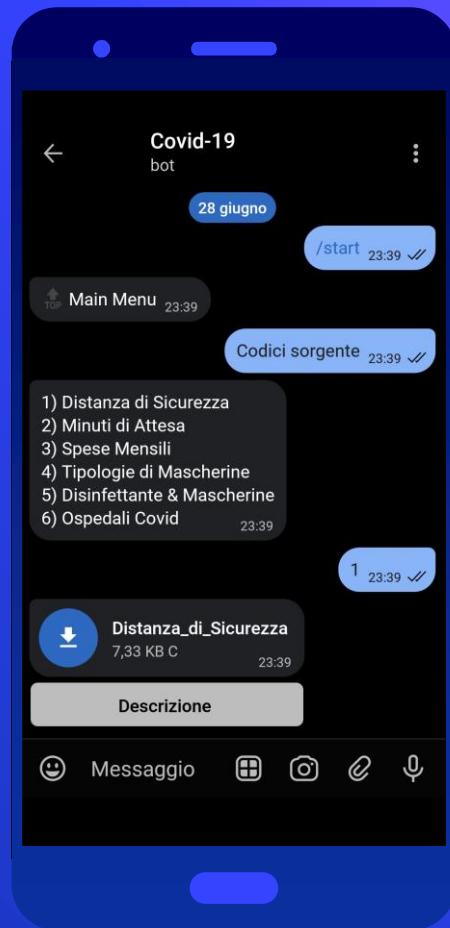 Covid-19
bot
28 giugno
/start 23:39
TOP Main Menu 23:39
Codici sorgente 23:39
1) Distanza di Sicurezza
2) Minuti di Attesa
3) Spese Mensili
4) Tipologie di Mascherine
5) Disinfettante & Mascherine
6) Ospedali Covid 23:39
1 23:39
Distanza_di_Sicurezza
7,33 KB C 23:39
Descrizione
Messaggio